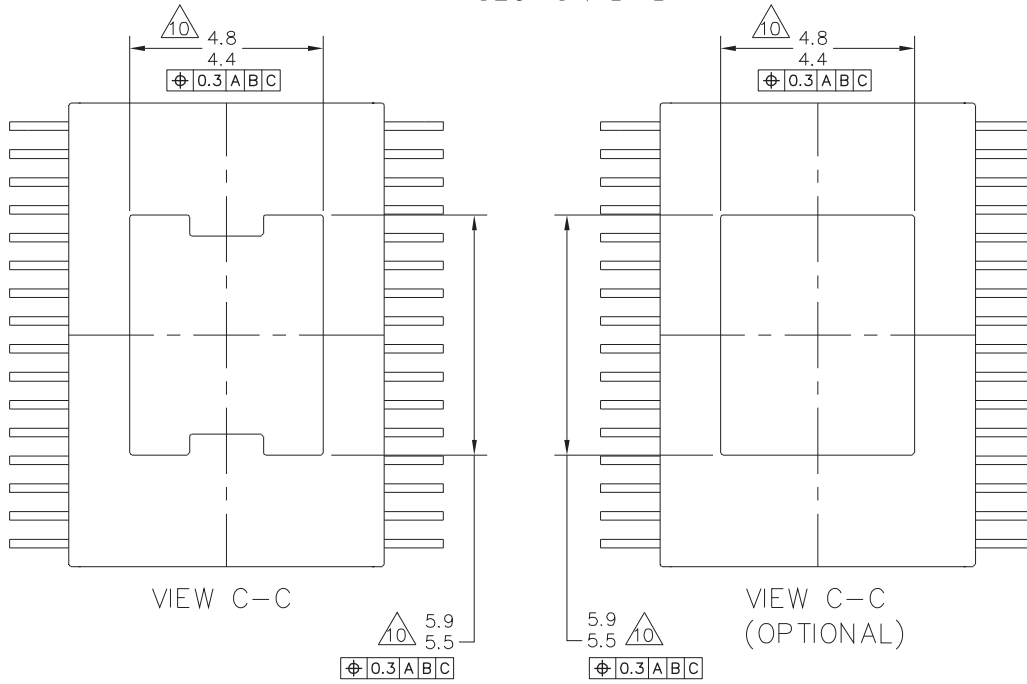 10 4.8
4.4
⌖ 0.3 A B C
10 4.8
4.4
⌖ 0.3 A B C
VIEW C-C
10 5.9
5.5
⌖ 0.3 A B C
VIEW C-C
(OPTIONAL)
5.9
5.5 10
⌖ 0.3 A B C